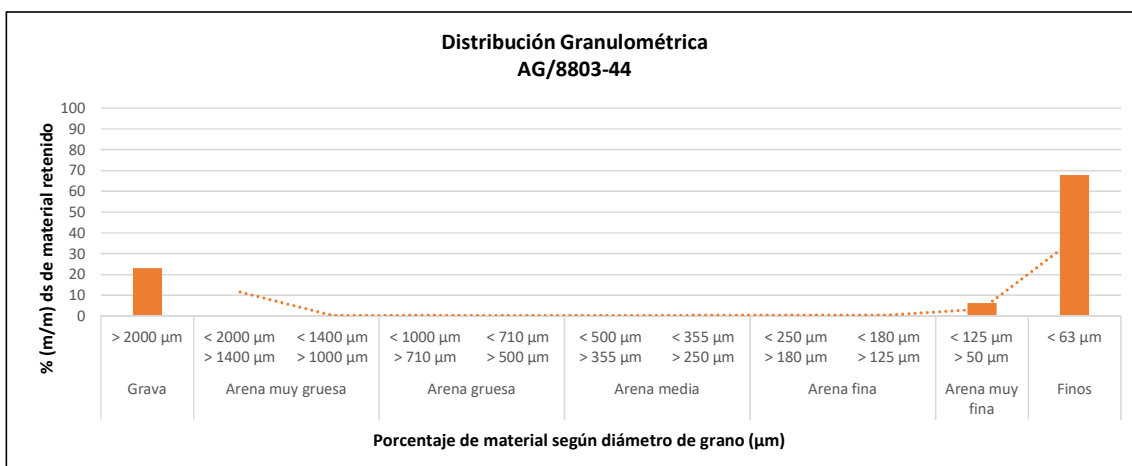 Distribución Granulométrica
AG/8803-44
% (m/m) ds de material retenido
100
90
80
70
60
50
40
30
20
10
0
> 2000 µm
< 2000 µm
> 1400 µm
< 1400 µm
> 1000 µm
< 1000 µm
> 710 µm
< 710 µm
> 500 µm
< 500 µm
> 355 µm
< 355 µm
> 250 µm
< 250 µm
> 180 µm
< 180 µm
> 125 µm
< 125 µm
> 50 µm
< 63 µm
Grava
Arena muy gruesa
Arena gruesa
Arena media
Arena fina
Arena muy
fina
Finos
Porcentaje de material según diámetro de grano (µm)